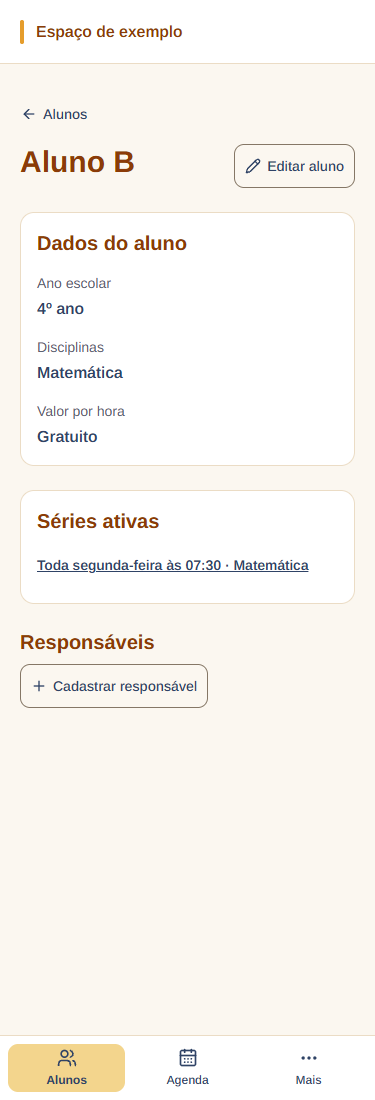 Espaço de exemplo
Alunos
Aluno B
Editar aluno
Dados do aluno
Ano escolar
4º ano
Disciplinas
Matemática
Valor por hora
Gratuito
Séries ativas
Toda segunda-feira às 07:30 · Matemática
Responsáveis
Cadastrar responsável
Alunos
Agenda
Mais